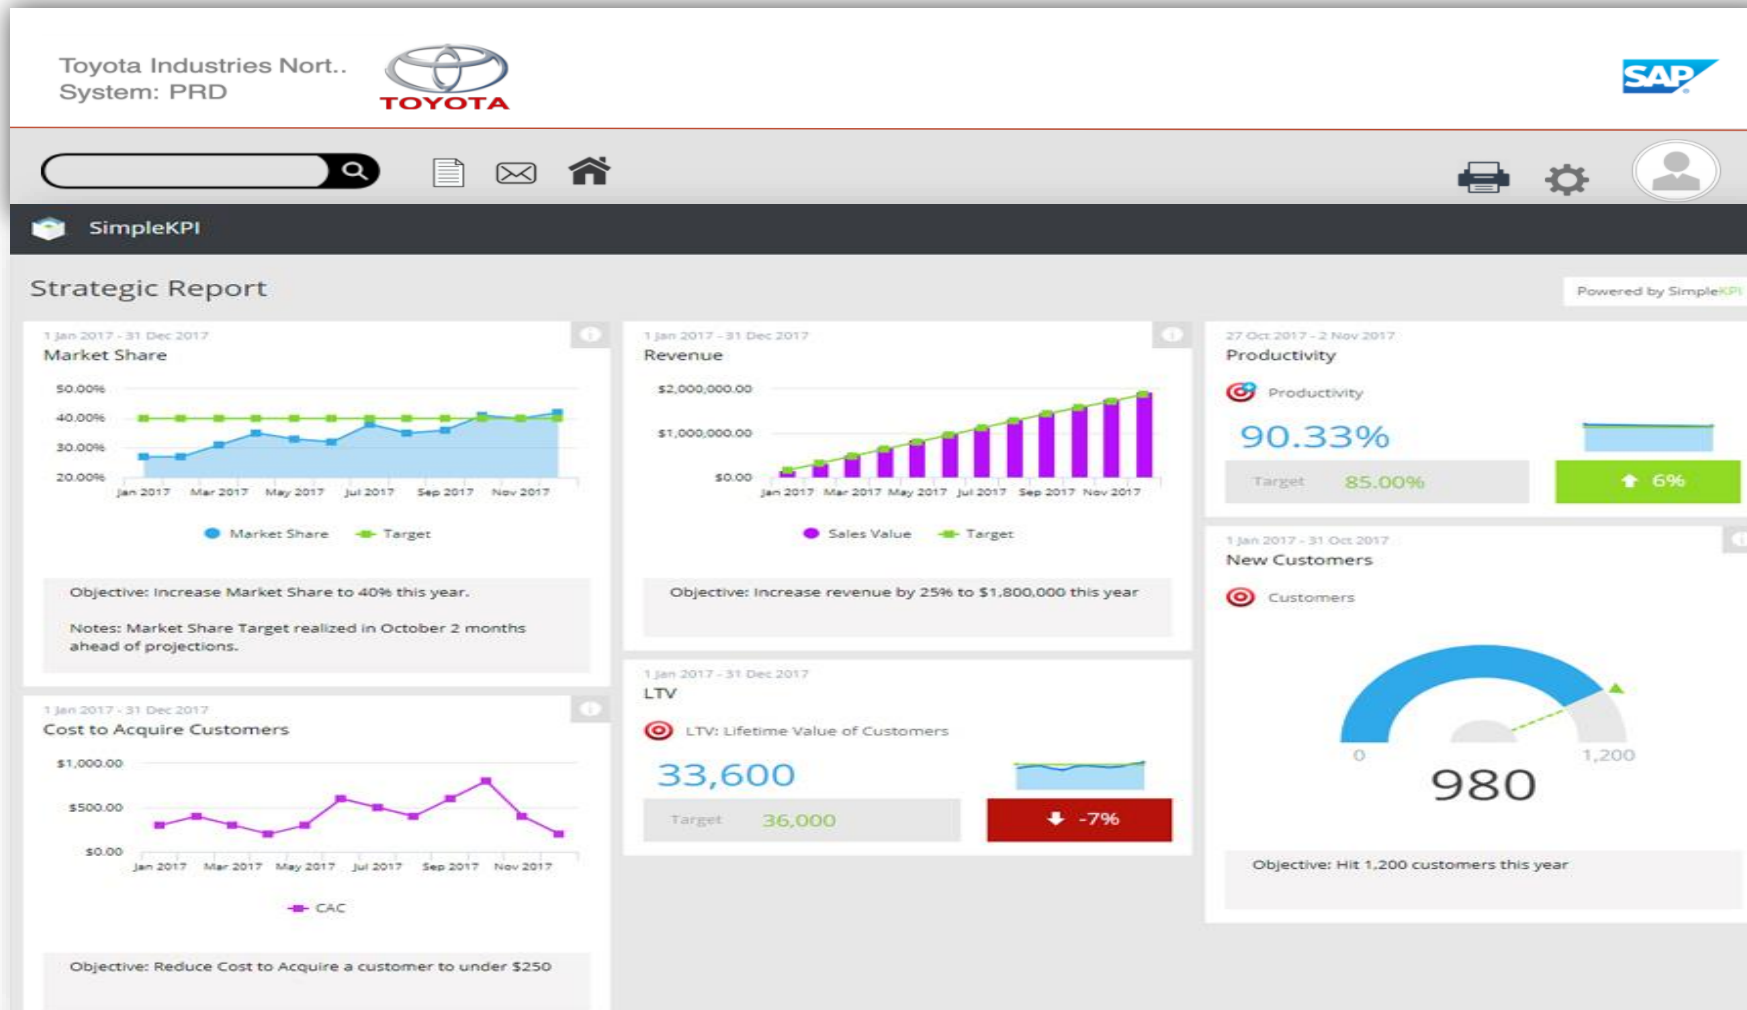 Toyota Industries Nort..
System: PRD
TOYOTA
SAP
SimpleKPI
Strategic Report
Powered by SimpleKPI
1 Jan 2017 - 31 Dec 2017
Market Share
50.00%
40.00%
30.00%
20.00%
Jan 2017 Mar 2017 May 2017 Jul 2017 Sep 2017 Nov 2017
Market Share Target
Objective: Increase Market Share to 40% this year.
Notes: Market Share Target realized in October 2 months
ahead of projections.
1 Jan 2017 - 31 Dec 2017
Cost to Acquire Customers
$1,000.00
$500.00
$0.00
Jan 2017 Mar 2017 May 2017 Jul 2017 Sep 2017 Nov 2017
CAC
Objective: Reduce Cost to Acquire a customer to under $250
1 Jan 2017 - 31 Dec 2017
Revenue
$2,000,000.00
$1,000,000.00
$0.00
Jan 2017 Mar 2017 May 2017 Jul 2017 Sep 2017 Nov 2017
Sales Value Target
Objective: Increase revenue by 25% to $1,800,000 this year
1 Jan 2017 - 31 Dec 2017
LTV
LTV: Lifetime Value of Customers
33,600
Target 36,000
-7%
27 Oct 2017 - 2 Nov 2017
Productivity
Productivity
90.33%
Target 85.00%
6%
1 Jan 2017 - 31 Oct 2017
New Customers
Customers
0
1,200
980
Objective: Hit 1,200 customers this year